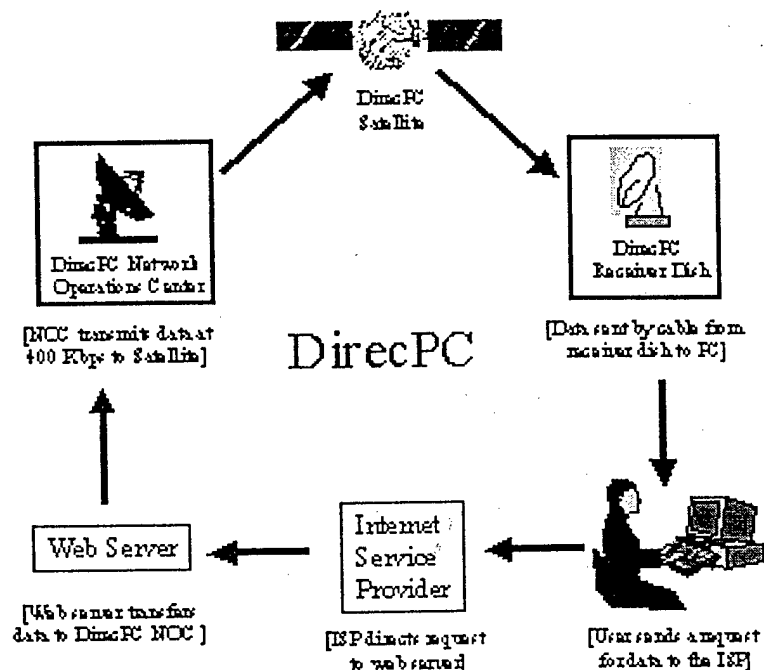 DirecPC
Satellite
DirecPC Network
Operations Center
DirecPC
Receiver Dish
[NOC transmits data at
400 Kbps to Satellite]
DirecPC
[Data sent by cable from
receiver dish to PC]
Web Server
Internet
Service
Provider
[Web server transfers
data to DirecPC NOC ]
[ISP directs request
to web server]
[User sends a request
for data to the ISP]